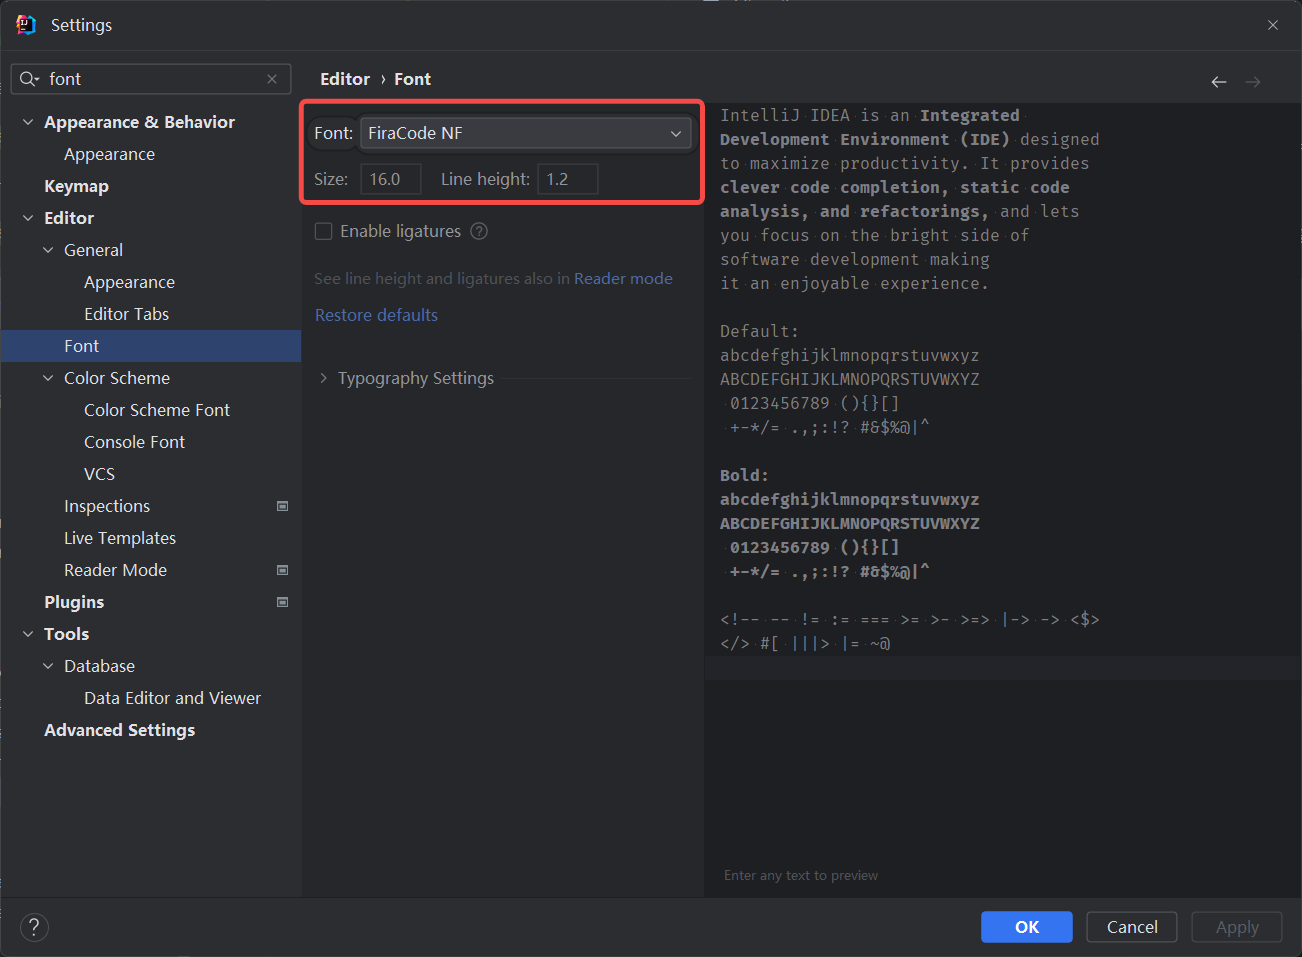 Settings
font
Appearance & Behavior
Appearance
Keymap
Editor
General
Appearance
Editor Tabs
Font
Color Scheme
Color Scheme Font
Console Font
VCS
Inspections
Live Templates
Reader Mode
Plugins
Tools
Database
Data Editor and Viewer
Advanced Settings
Editor › Font
Font: FiraCode NF
Size: 16.0 Line height: 1.2
Enable ligatures ?
See line height and ligatures also in Reader mode
Restore defaults
Typography Settings
IntelliJ IDEA is an Integrated
Development Environment (IDE) designed
to maximize productivity. It provides
clever code completion, static code
analysis, and refactorings, and lets
you focus on the bright side of
software development making
it an enjoyable experience.
Default:
abcdefghijklmnopqrstuvwxyz
ABCDEFGHIJKLMNOPQRSTUVWXYZ
0123456789 (){}[]
+-*/= .,;:!? #&$%@|^
Bold:
abcdefghijklmnopqrstuvwxyz
ABCDEFGHIJKLMNOPQRSTUVWXYZ
0123456789 (){}[]
+-*/= .,;:!? #&$%@|^
<!-- -- != := === >= >- >=> |-> -> <$>
</> #[ |||> |= ~@
Enter any text to preview
?
OK
Cancel
Apply